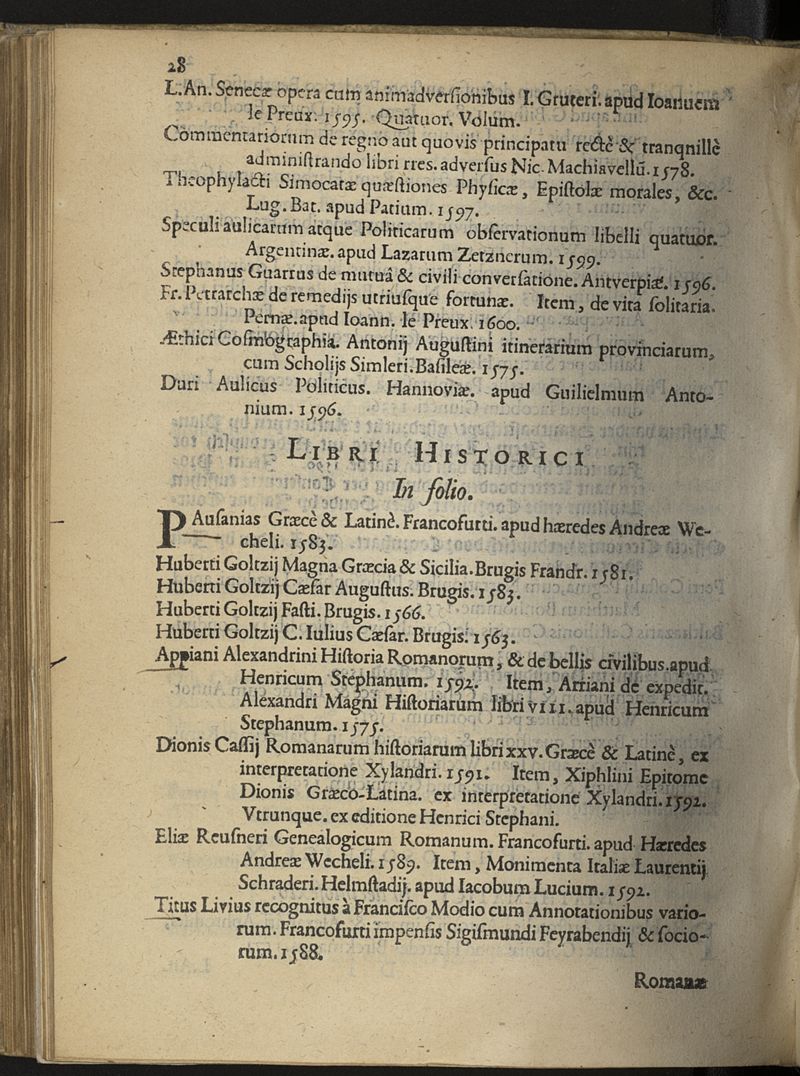 28
L. An. Senecæ opera cum animadversionibus I. Gruteri. apud Ioannem
le Preux. 1595. Quatuor. Volum.
Commentariorum de regno aut quovis principatu rectè & tranqnillè
adminiſtrando libri rres. adverſus Nic. Machiavellũ. 1578.
Theophylacti Simocatæ quæſtiones Phyſicæ, Epiſtolæ morales, &c.
Lug. Bat. apud Patium. 1597.
Speculi aulicarum atque Politicarum obſervationum libelli quatuor.
Argentinæ. apud Lazarum Zetznerum. 1599.
Stephanus Guarrus de mutuâ & civili converſatione. Antverpiæ. 1596.
Fr. Petrarchæ de remedijs utriuſque fortunæ. Item, de vita ſolitaria.
Pernæ. apud Ioann. le Preux. 1600.
Æthici Coſmographia. Antonij Auguſtini itinerarium provinciarum,
cum Scholijs Simleri. Baſileæ. 1575.
Duri Aulicus Politicus. Hannoviæ. apud Guilielmum Anto-
nium. 1596.
LIBRI HISTORICI
In folio.
PAuſanias Græcè & Latinè. Francofurti. apud hæredes Andreæ We-
cheli. 1583.
Huberti Goltzij Magna Græcia & Sicilia. Brugis Frandr. 1581.
Huberti Goltzij Cæſar Auguſtus. Brugis. 1583.
Huberti Goltzij Faſti. Brugis. 1566.
Huberti Goltzij C. Iulius Cæſar. Brugis. 1563.
Appiani Alexandrini Hiſtoria Romanorum, & de bellis civilibus. apud
Henricum Stephanum. 1592. Item, Arriani de expedit.
Alexandri Magni Hiſtoriarum libri VIII. apud Henricum
Stephanum. 1575.
Dionis Caſſij Romanarum hiſtoriarum libri XXV. Græcè & Latinè, ex
interpretatione Xylandri. 1591. Item, Xiphlini Epitome
Dionis Græco-Latina. ex interpretatione Xylandri. 1592.
Vtrunque. ex editione Henrici Stephani.
Eliæ Reuſneri Genealogicum Romanum. Francofurti. apud Hæredes
Andreæ Wecheli. 1589. Item, Monimenta Italiæ Laurentij
Schraderi. Helmſtadij. apud Iacobum Lucium. 1592.
Titus Livius recognitus à Franciſco Modio cum Annotationibus vario-
rum. Francofurti impenſis Sigiſmundi Feyrabendij & ſocio-
rum. 1588.
Romanæ